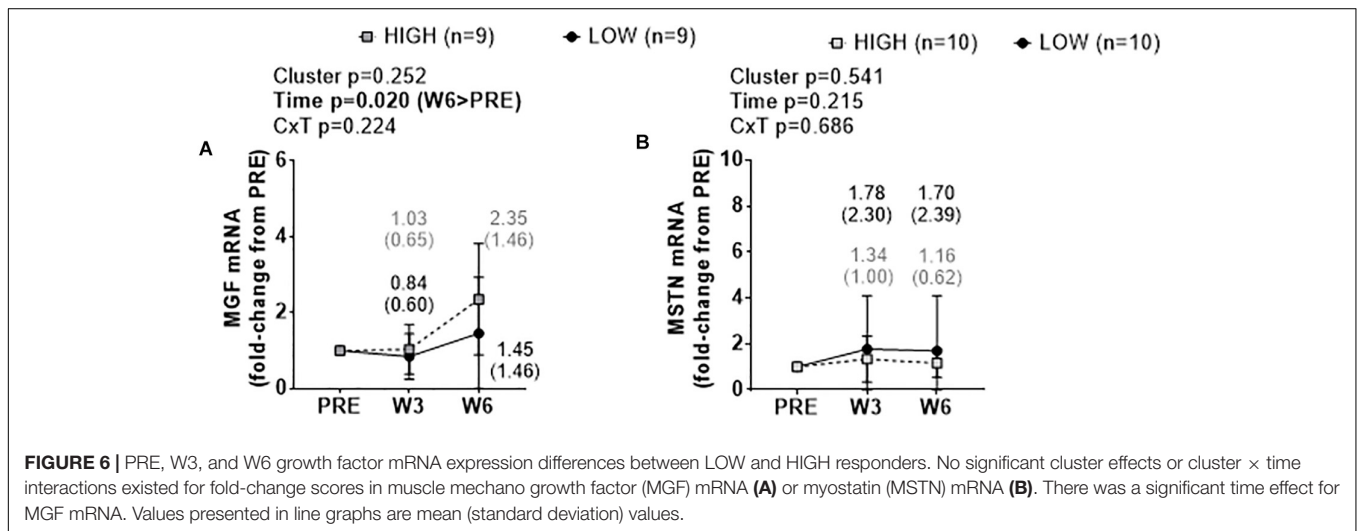 HIGH (n=9) LOW (n=9)
Cluster p=0.252
Time p=0.020 (W6>PRE)
CxT p=0.224
A
MGF mRNA
(fold-change from PRE)
6
4
2
0
1.03
(0.65)
2.35
(1.46)
0.84
(0.60)
1.45
(1.46)
PRE W3 W6
HIGH (n=10) LOW (n=10)
Cluster p=0.541
Time p=0.215
CxT p=0.686
B
MSTN mRNA
(fold-change from PRE)
10
8
6
4
2
0
1.78
(2.30)
1.70
(2.39)
1.34
(1.00)
1.16
(0.62)
PRE W3 W6
FIGURE 6 | PRE, W3, and W6 growth factor mRNA expression differences between LOW and HIGH responders. No significant cluster effects or cluster × time
interactions existed for fold-change scores in muscle mechano growth factor (MGF) mRNA (A) or myostatin (MSTN) mRNA (B). There was a significant time effect for
MGF mRNA. Values presented in line graphs are mean (standard deviation) values.